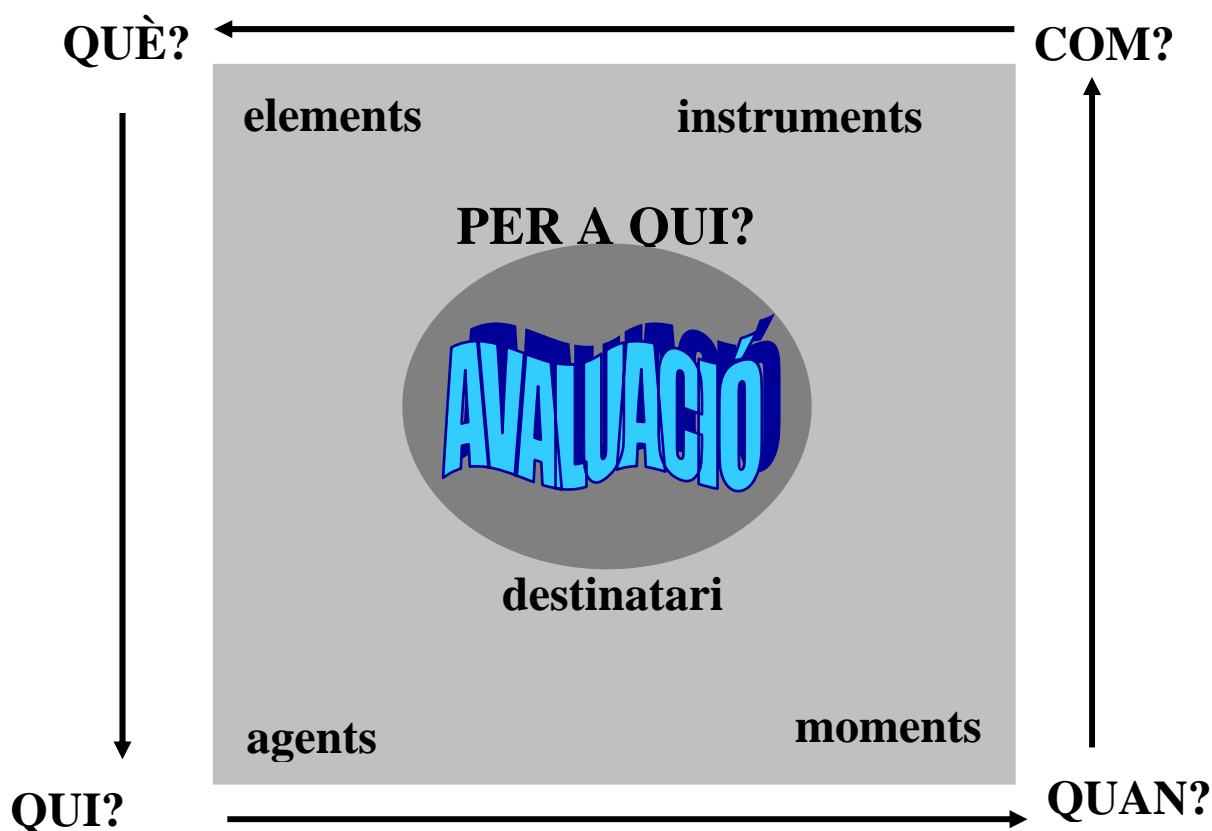 QUÈ?
COM?
elements
instruments
PER A QUI?
AVALUACIÓ
destinatari
agents
moments
QUI?
QUAN?